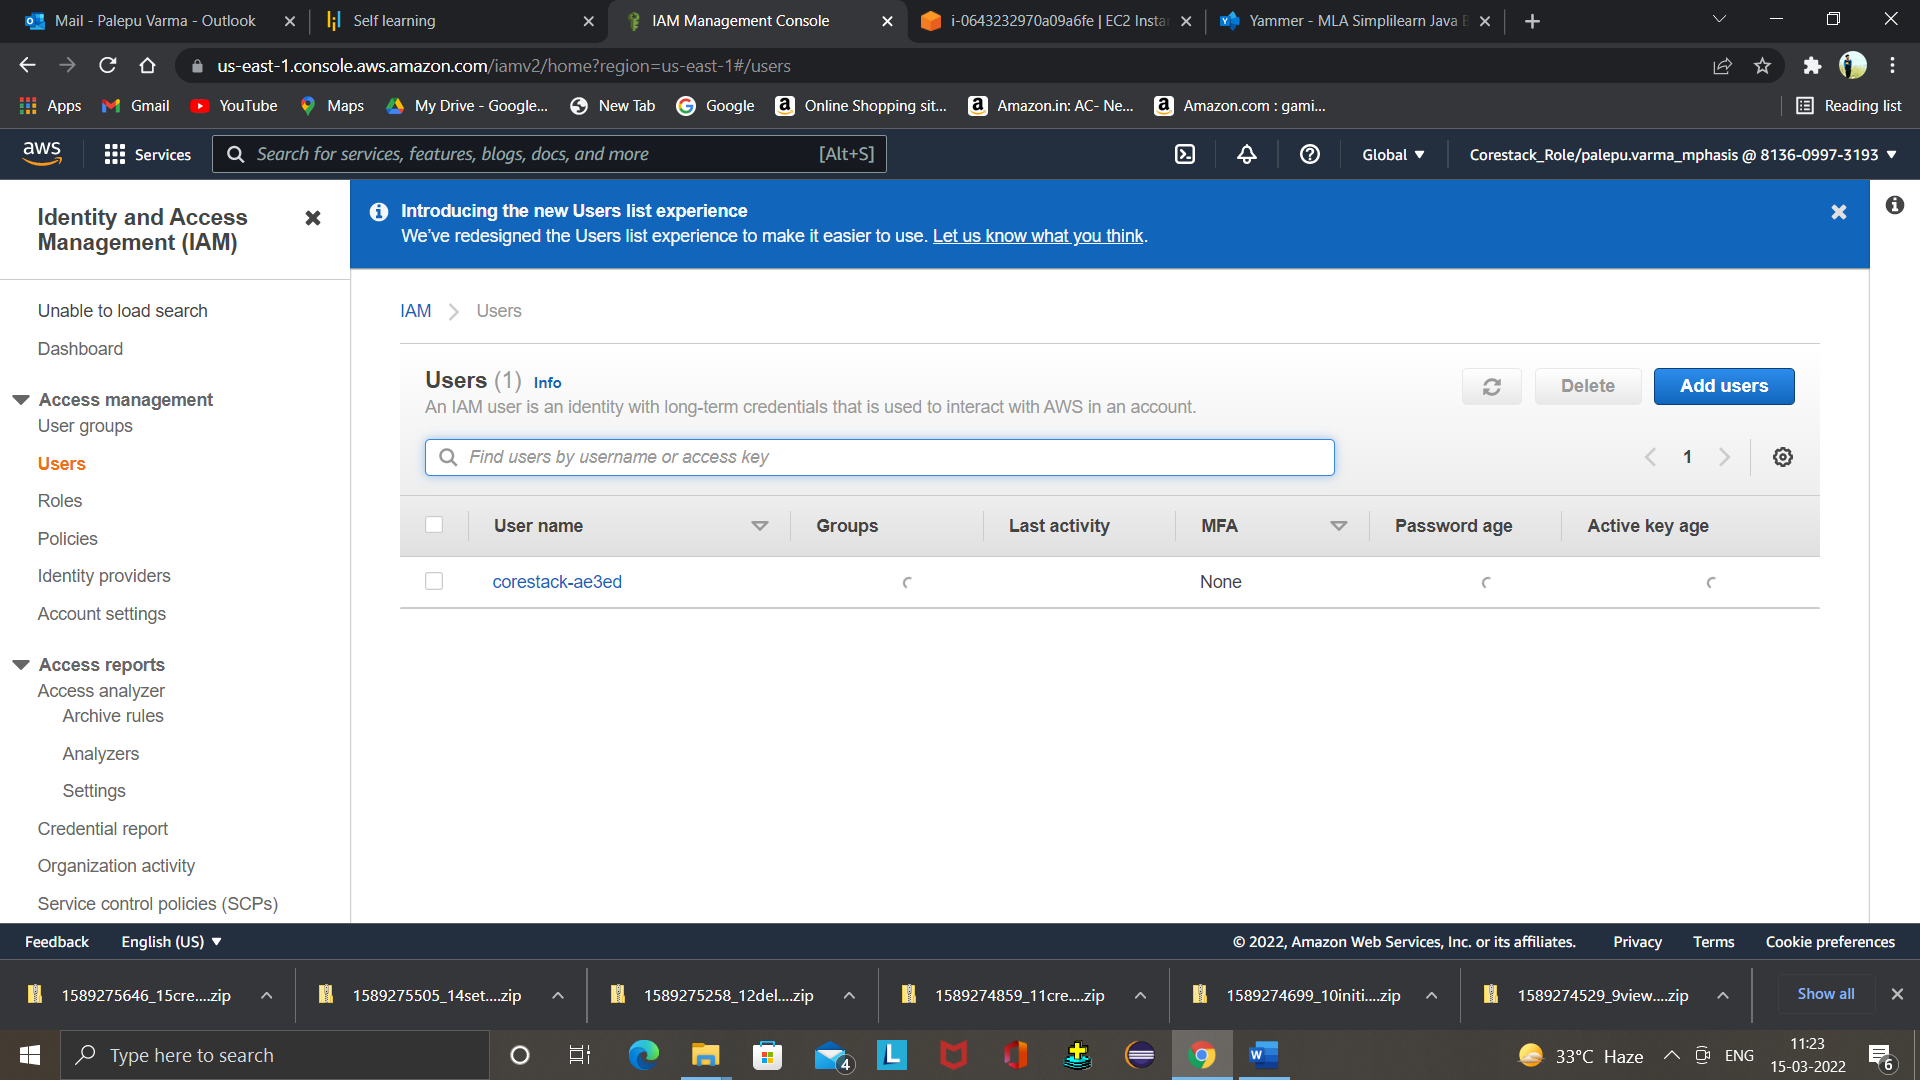 Mail - Palepu Varma - Outlook
Self learning
IAM Management Console
i-0643232970a09a6fe | EC2 Insta
Yammer - MLA Simplilearn Java B
us-east-1.console.aws.amazon.com/iamv2/home?region=us-east-1#/users
Apps
Gmail
YouTube
Maps
My Drive - Google...
New Tab
Google
Online Shopping sit...
Amazon.in: AC- Ne...
Amazon.com : gami...
Reading list
aws
Services
Search for services, features, blogs, docs, and more
[Alt+S]
Global
Corestack_Role/palepu.varma_mphasis @ 8136-0997-3193
Identity and Access
Management (IAM)
Unable to load search
Dashboard
Access management
User groups
Users
Roles
Policies
Identity providers
Account settings
Access reports
Access analyzer
Archive rules
Analyzers
Settings
Credential report
Organization activity
Service control policies (SCPs)
Introducing the new Users list experience
We've redesigned the Users list experience to make it easier to use. Let us know what you think.
IAM
Users
Users (1) Info
An IAM user is an identity with long-term credentials that is used to interact with AWS in an account.
Delete
Add users
Find users by username or access key
1
User name
Groups
Last activity
MFA
Password age
Active key age
corestack-ae3ed
None
Feedback
English (US)
© 2022, Amazon Web Services, Inc. or its affiliates.
Privacy
Terms
Cookie preferences
1589275646_15cre....zip
1589275505_14set....zip
1589275258_12del....zip
1589274859_11cre....zip
1589274699_10initi....zip
1589274529_9view....zip
Show all
Type here to search
4
L
W
33°C Haze
ENG
11:23
15-03-2022
6